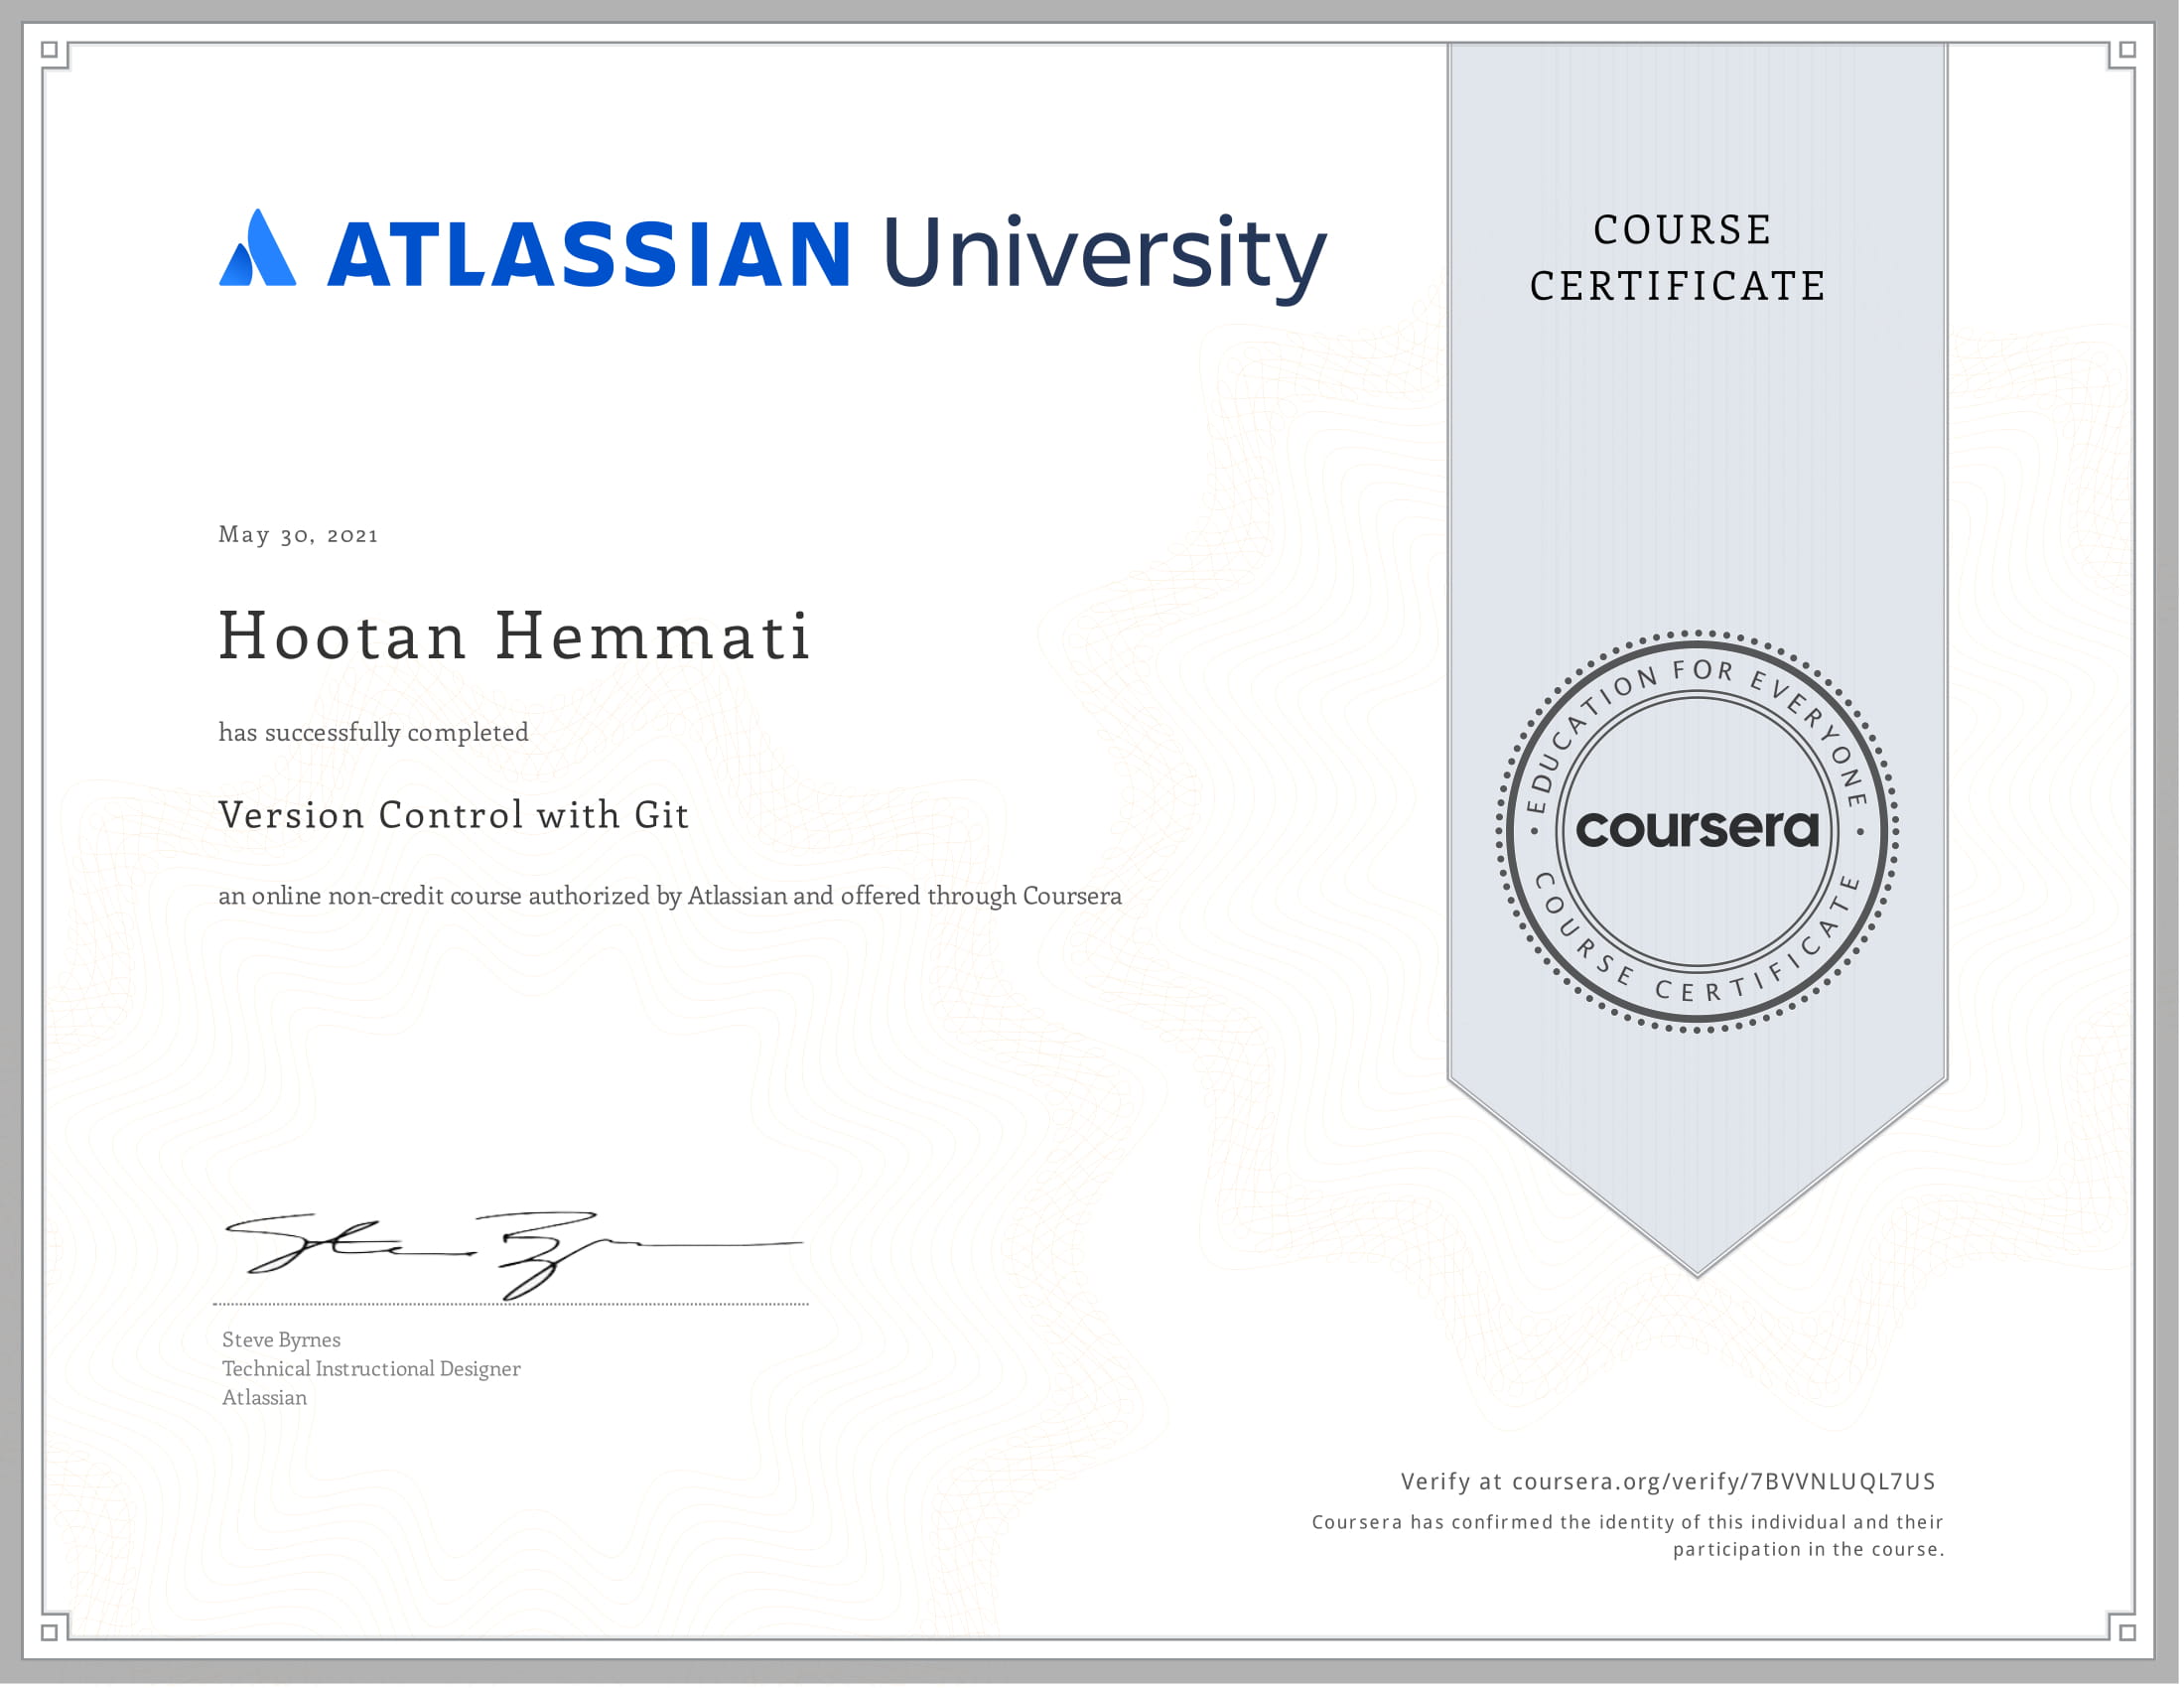 ATLASSIAN University
COURSE
CERTIFICATE
May 30, 2021
Hootan Hemmati
has successfully completed
Version Control with Git
an online non-credit course authorized by Atlassian and offered through Coursera
EDUCATION FOR EVERYONE
coursera
COURSE CERTIFICATE
Steve Byrnes
Technical Instructional Designer
Atlassian
Verify at coursera.org/verify/7BVVNLUQL7US
Coursera has confirmed the identity of this individual and their
participation in the course.